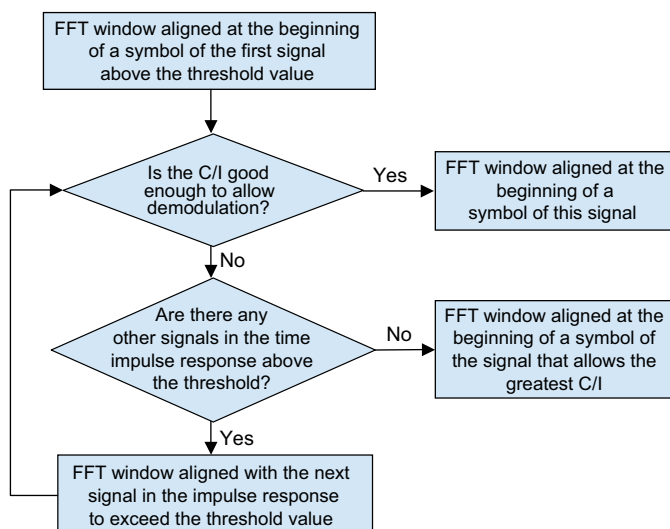 FFT window aligned at the beginning
of a symbol of the first signal
above the threshold value
Is the C/I good
enough to allow
demodulation?
Yes
FFT window aligned at the
beginning of a
symbol of this signal
No
Are there any
other signals in the time
impulse response above
the threshold?
No
FFT window aligned at the
beginning of a symbol of
the signal that allows the
greatest C/I
Yes
FFT window aligned with the next
signal in the impulse response
to exceed the threshold value